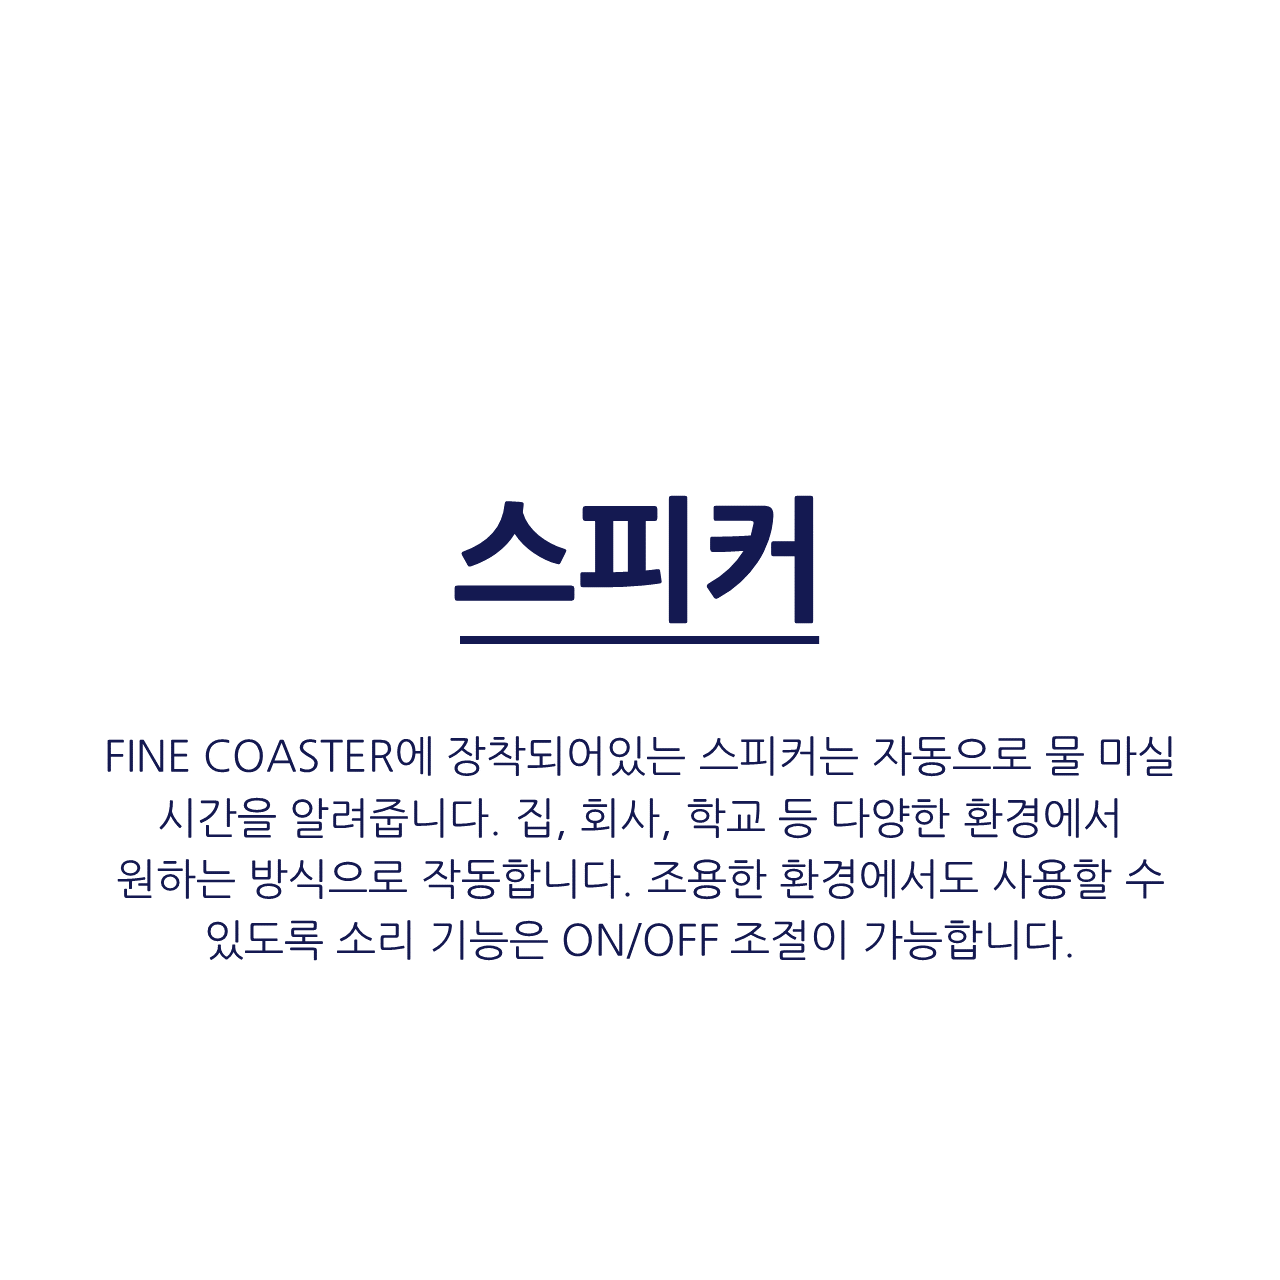 스피커
FINE COASTER에 장착되어있는 스피커는 자동으로 물 마실
시간을 알려줍니다. 집, 회사, 학교 등 다양한 환경에서
원하는 방식으로 작동합니다. 조용한 환경에서도 사용할 수
있도록 소리 기능은 ON/OFF 조절이 가능합니다.